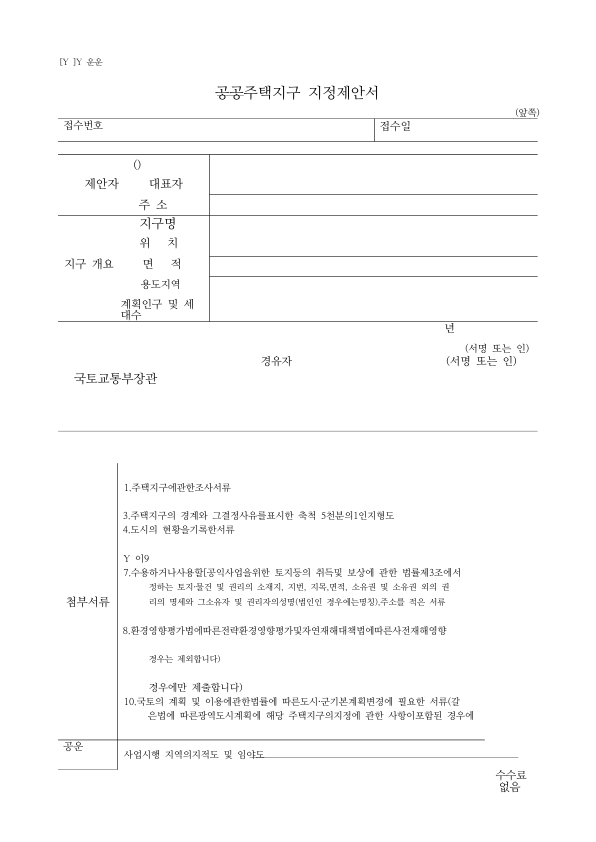 [Y ]Y 운운
공공주택지구 지정제안서
(앞쪽)
접수번호 접수일
()
제안자 대표자
주 소
지구명
위 치
지구 개요 면 적
용도지역
계획인구 및 세
대수
년
(서명 또는 인)
경유자 (서명 또는 인)
국토교통부장관
1.주택지구에관한조사서류
3.주택지구의 경계와 그결정사유를표시한 축척 5천분의1인지형도
4.도시의 현황을기록한서류
Y 이9
7.수용하거나사용할[공익사업을위한 토지등의 취득및 보상에 관한 법률제3조에서
정하는 토지·물건 및 권리의 소재지, 지번, 지목,면적, 소유권 및 소유권 외의 권
첨부서류 리의 명세와 그소유자 및 권리자의성명(법인인 경우에는명칭),주소를 적은 서류
8.환경영향평가법에따른전략환경영향평가및자연재해대책법에따른사전재해영향
경우는 제외합니다)
경우에만 제출합니다)
10.국토의 계획 및 이용에관한법률에 따른도시·군기본계획변경에 필요한 서류(갈
은법에 따른광역도시계획에 해당 주택지구의지정에 관한 사항이포함된 경우에
공운
사업시행 지역의지적도 및 임야도
수수료
없음